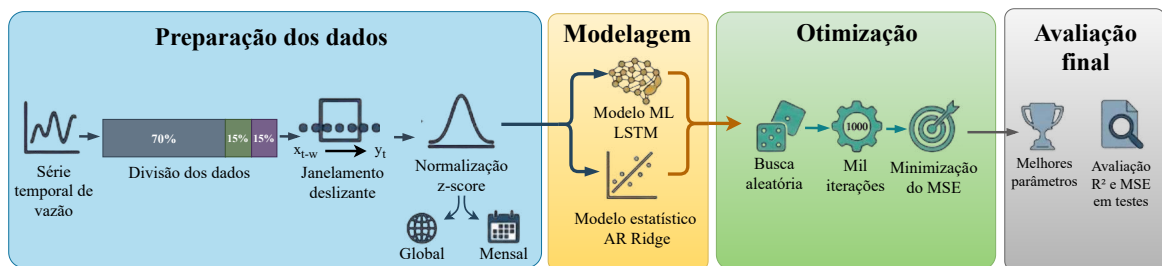 Preparação dos dados
Série
temporal de
vazão
70%
15%
15%
Divisão dos dados
x_{t-w}
y_t
Janelamento
deslizante
Normalização
z-score
Global
Mensal
Modelagem
Modelo ML
LSTM
Modelo estatístico
AR Ridge
Otimização
Busca
aleatória
1000
Mil
iterações
Minimização
do MSE
Avaliação
final
Melhores
parâmetros
Avaliação
R² e MSE
em testes